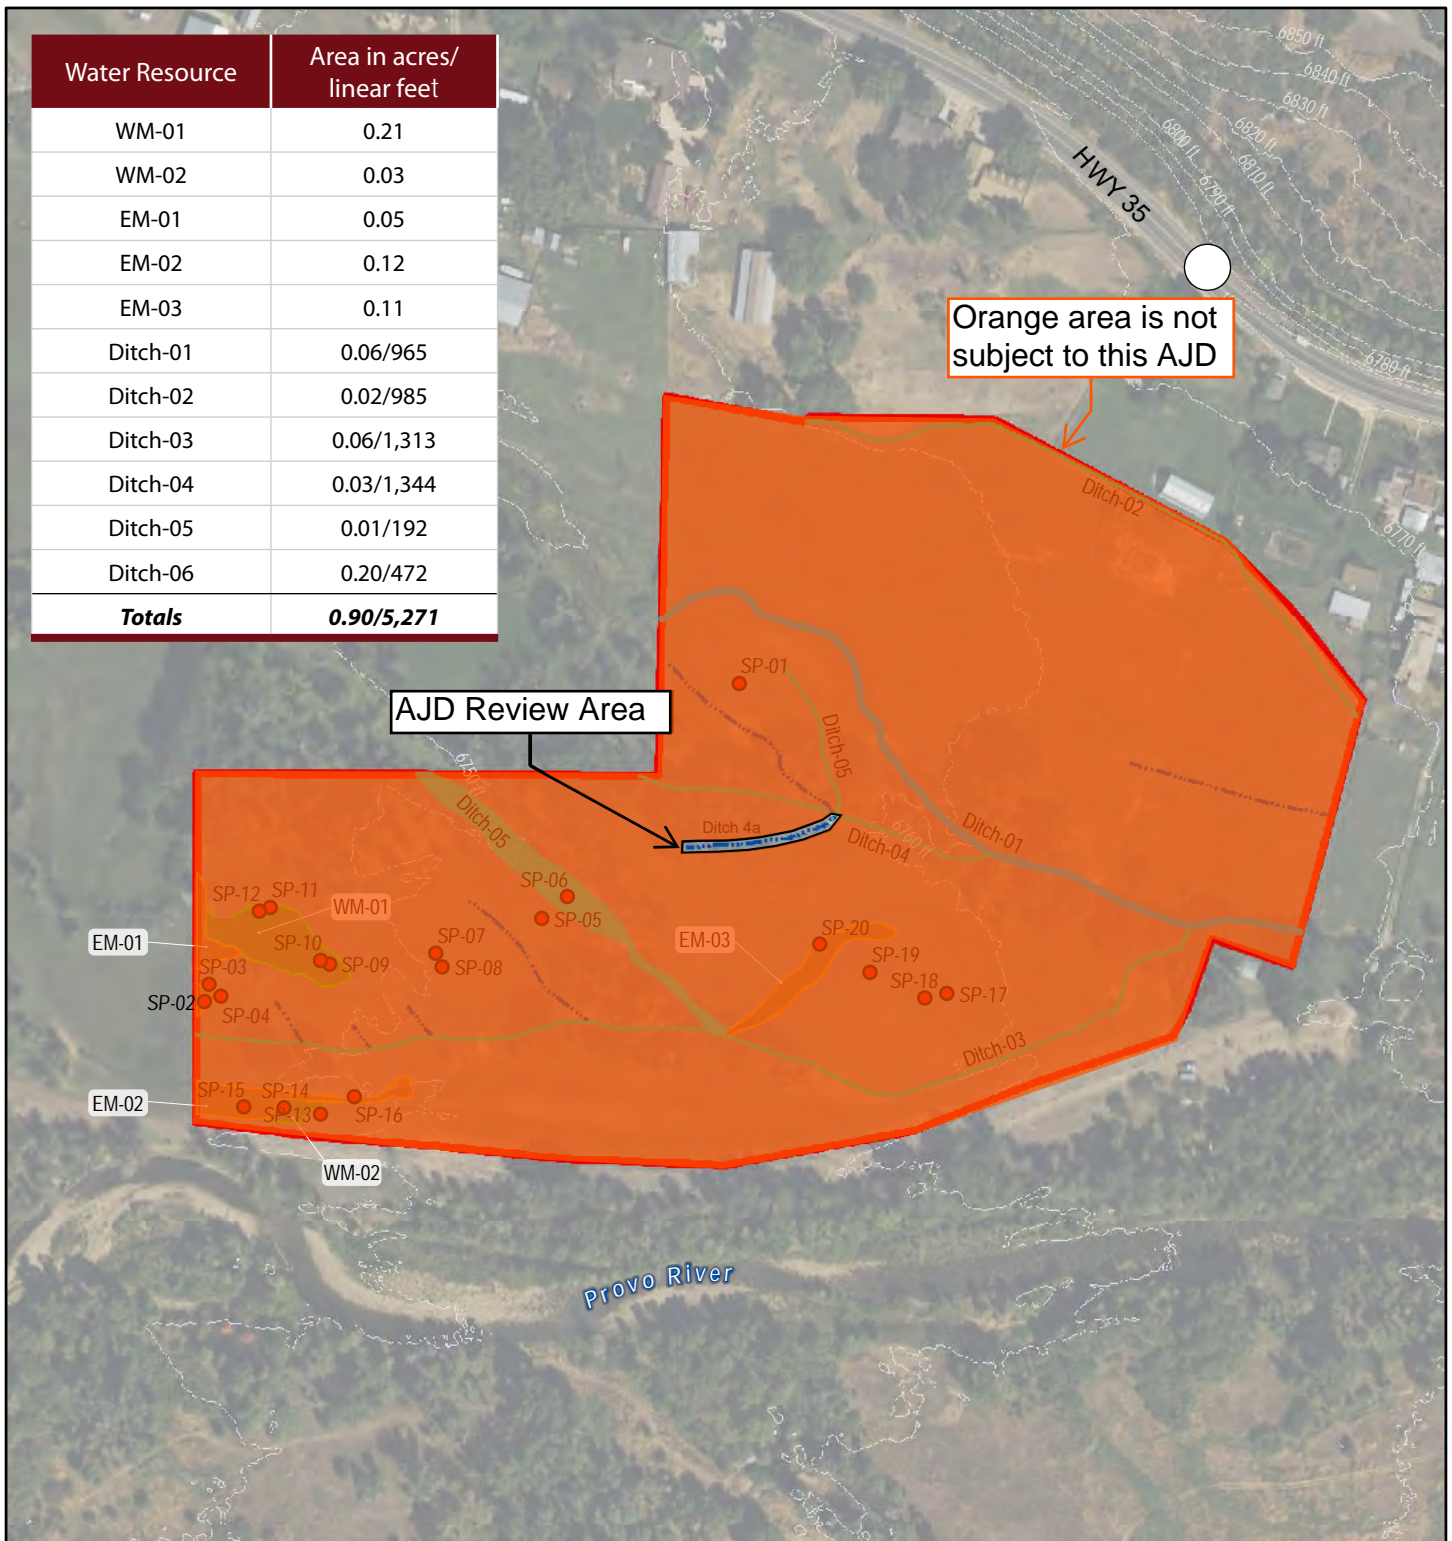 Water Resource
Area in acres/
linear feet
WM-01 0.21
WM-02 0.03
EM-01 0.05
EM-02 0.12
EM-03 0.11
Ditch-01 0.06/965
Ditch-02 0.02/985
Ditch-03 0.06/1,313
Ditch-04 0.03/1,344
Ditch-05 0.01/192
Ditch-06 0.20/472
Totals 0.90/5,271
6850 ft
6840 ft
6830 ft
6820 ft
6810 ft
6800 ft
6790 ft
6780 ft
6770 ft
HWY 35
Orange area is not
subject to this AJD
Ditch-02
SP-01
AJD Review Area
Ditch-05
6750 ft
Ditch-05
Ditch 4a
Ditch-04
6760 ft
Ditch-01
SP-06
SP-05
SP-12
SP-11
WM-01
EM-01
SP-10
SP-09
SP-07
SP-08
EM-03
SP-20
SP-19
SP-18
SP-17
SP-03
SP-02
SP-04
Ditch-03
SP-15
SP-14
EM-02
SP-13
SP-16
WM-02
Provo River